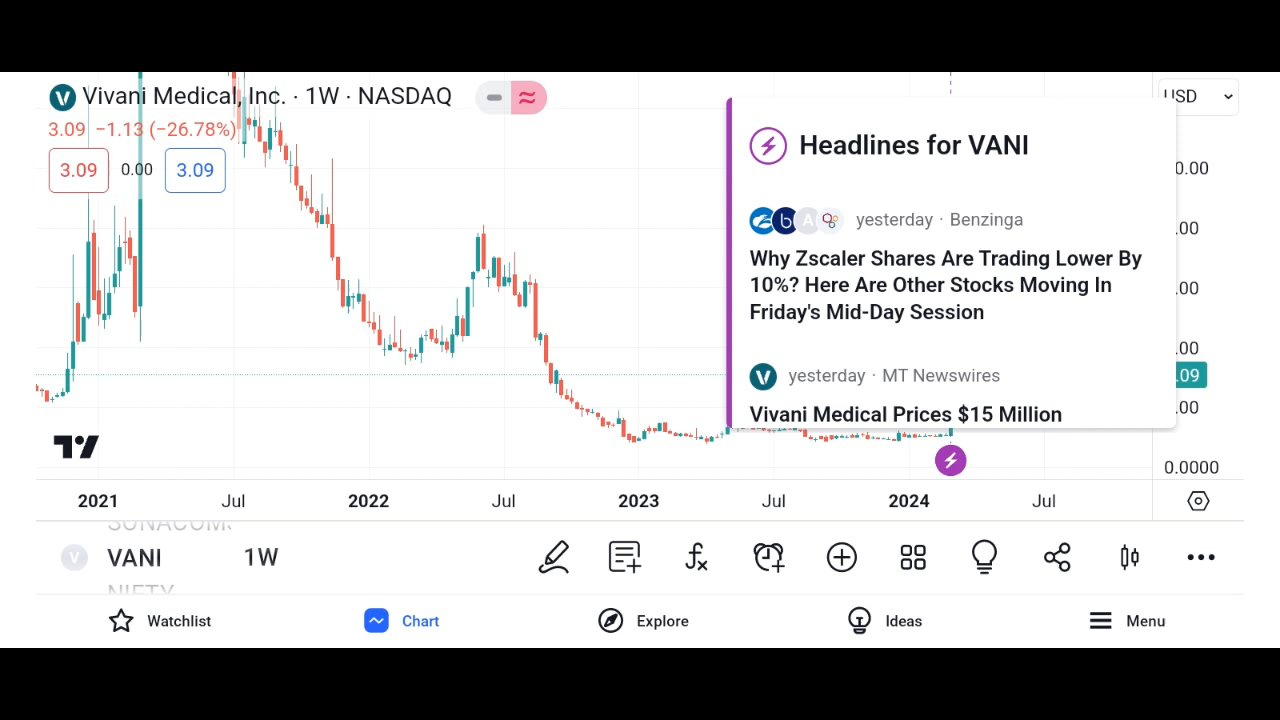 Vivani Medical, Inc. · 1W · NASDAQ
3.09 −1.13 (−26.78%)
3.09 0.00 3.09
USD
Headlines for VANI
yesterday · Benzinga
Why Zscaler Shares Are Trading Lower By
10%? Here Are Other Stocks Moving In
Friday's Mid-Day Session
yesterday · MT Newswires
Vivani Medical Prices $15 Million
0.00
.00
.00
.00
.09
.00
0.0000
2021 Jul 2022 Jul 2023 Jul 2024 Jul
VANI 1W
NIFTY
Watchlist Chart Explore Ideas Menu